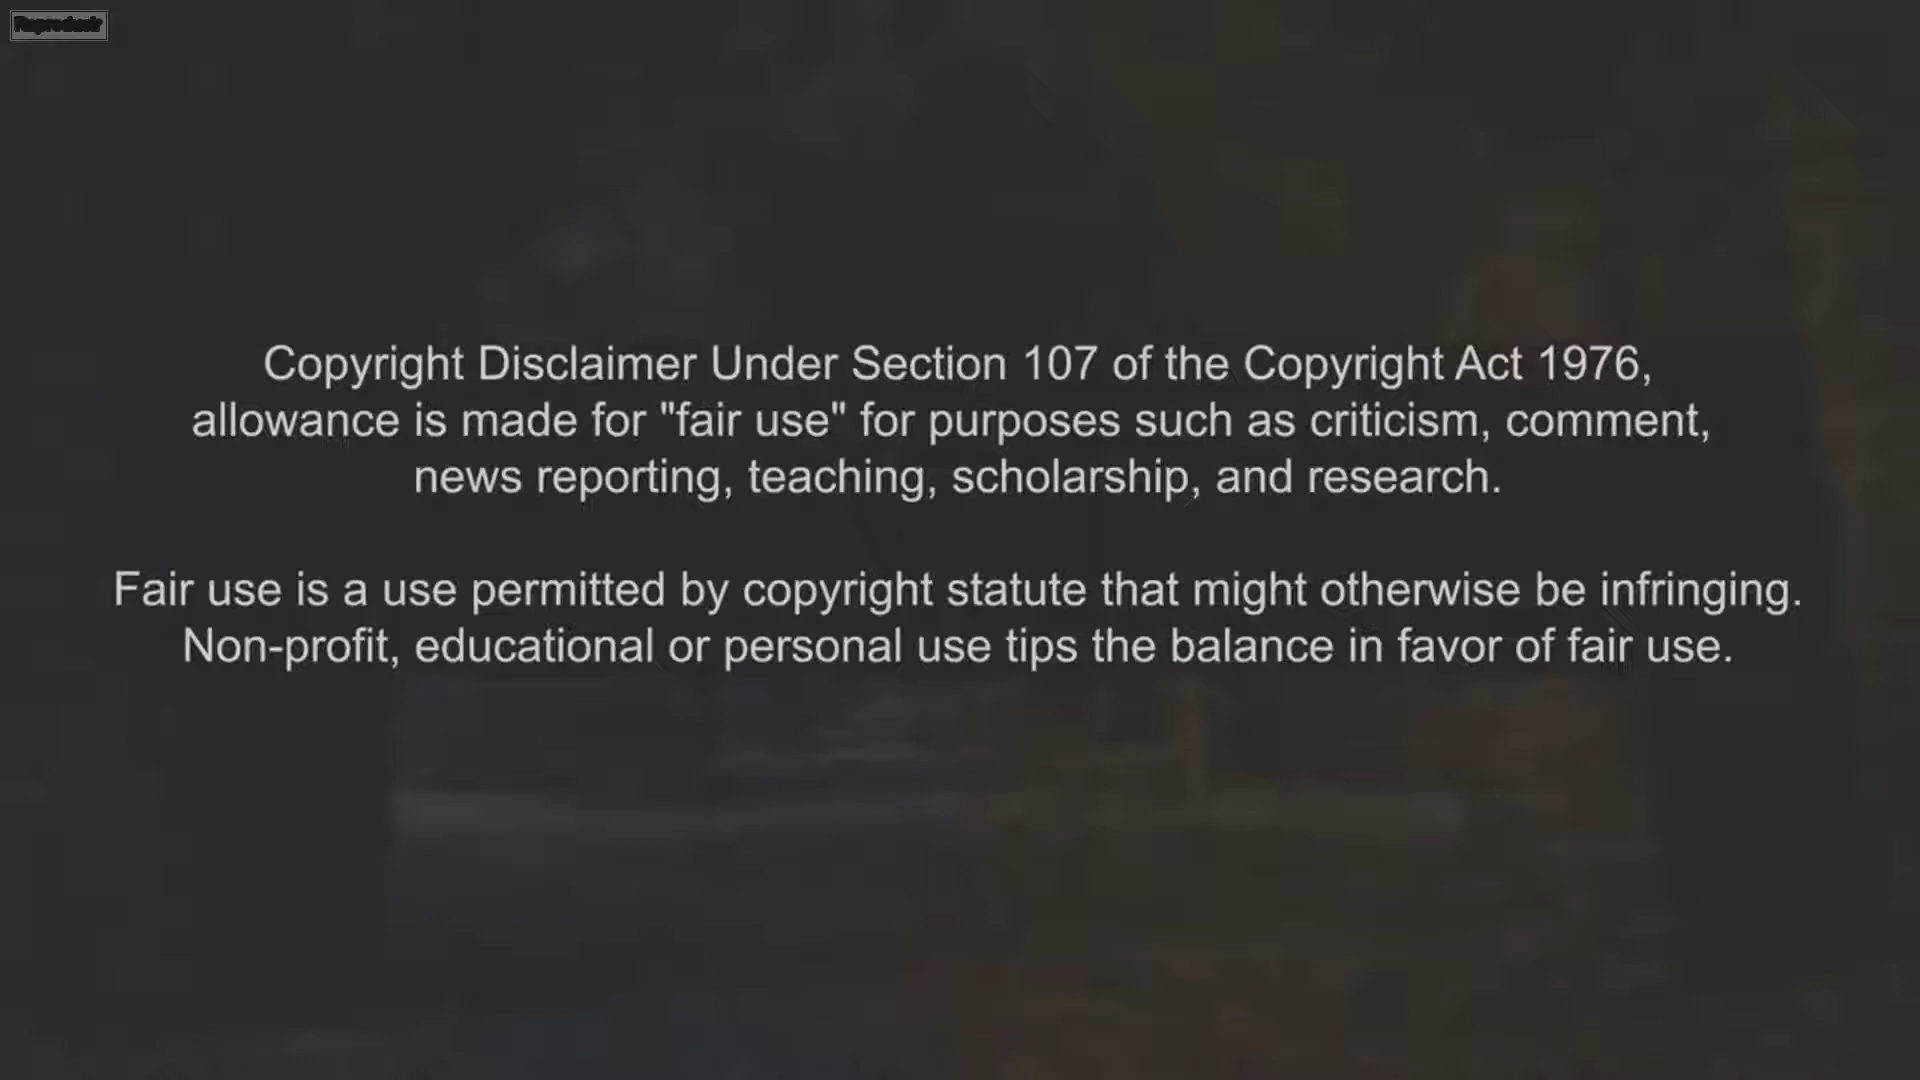 Copyright Disclaimer Under Section 107 of the Copyright Act 1976,
allowance is made for "fair use" for purposes such as criticism, comment,
news reporting, teaching, scholarship, and research.
Fair use is a use permitted by copyright statute that might otherwise be infringing.
Non-profit, educational or personal use tips the balance in favor of fair use.